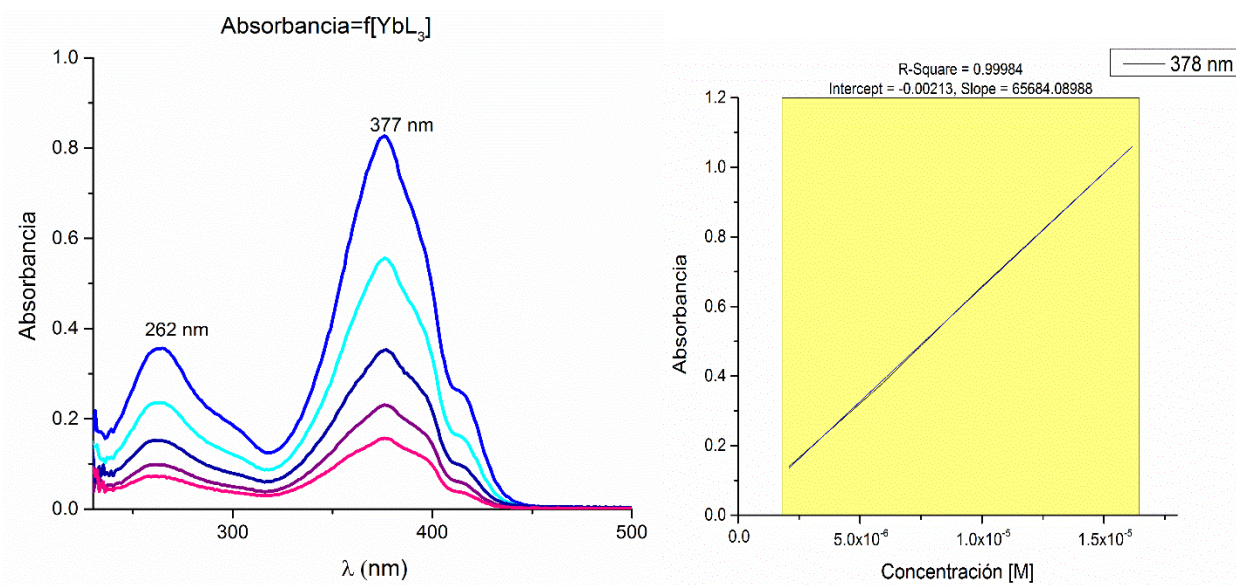 Absorbancia=f[YbL₃]
1.0
0.8
0.6
0.4
0.2
0.0
Absorbancia
262 nm
377 nm
300
400
500
λ (nm)
378 nm
R-Square = 0.99984
Intercept = -0.00213, Slope = 65684.08988
1.2
1.0
0.8
0.6
0.4
0.2
0.0
Absorbancia
0.0
5.0x10⁻⁶
1.0x10⁻⁵
1.5x10⁻⁵
Concentración [M]